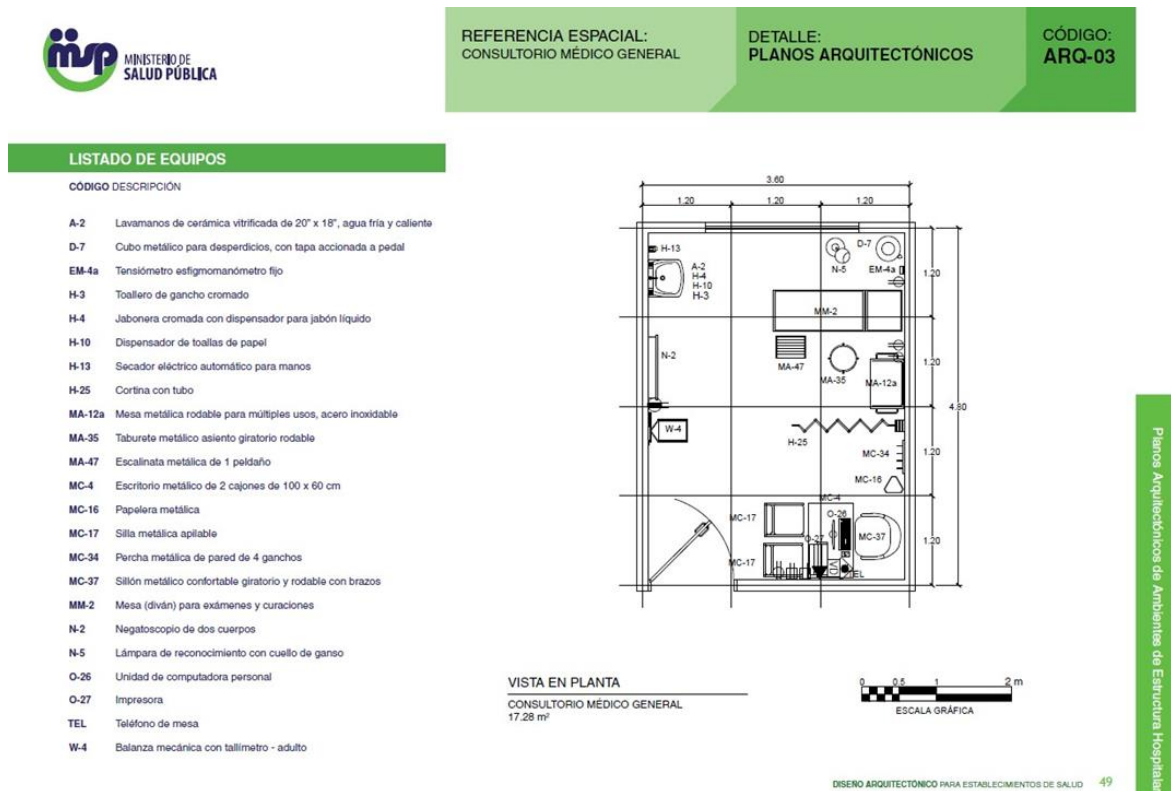 msp MINISTERIO DE
SALUD PÚBLICA
REFERENCIA ESPACIAL:
CONSULTORIO MÉDICO GENERAL
DETALLE:
PLANOS ARQUITECTÓNICOS
CÓDIGO:
ARQ-03
LISTADO DE EQUIPOS
CÓDIGO DESCRIPCIÓN
A-2 Lavamanos de cerámica vitrificada de 20" x 18", agua fría y caliente
D-7 Cubo metálico para desperdicios, con tapa accionada a pedal
EM-4a Tensiómetro esfigmomanómetro fijo
H-3 Toallero de gancho cromado
H-4 Jabonera cromada con dispensador para jabón líquido
H-10 Dispensador de toallas de papel
H-13 Secador eléctrico automático para manos
H-25 Cortina con tubo
MA-12a Mesa metálica rodable para múltiples usos, acero inoxidable
MA-35 Taburete metálico asiento giratorio rodable
MA-47 Escalinata metálica de 1 peldaño
MC-4 Escritorio metálico de 2 cajones de 100 x 60 cm
MC-16 Papelera metálica
MC-17 Silla metálica apilable
MC-34 Percha metálica de pared de 4 ganchos
MC-37 Sillón metálico confortable giratorio y rodable con brazos
MM-2 Mesa (diván) para exámenes y curaciones
N-2 Negatoscopio de dos cuerpos
N-5 Lámpara de reconocimiento con cuello de ganso
O-26 Unidad de computadora personal
O-27 Impresora
TEL Teléfono de mesa
W-4 Balanza mecánica con tallímetro - adulto
3.60
1.20 1.20 1.20
H-13
D-7
A-2
H-4
H-10
H-3
N-5
EM-4a
1.20
MM-2
N-2
MA-47
MA-35
MA-12a
1.20
4.80
W-4
H-25
MC-34
1.20
MC-16
MC-4
MC-17
O-26
O-27
MC-37
1.20
MC-17
TEL
VISTA EN PLANTA
CONSULTORIO MÉDICO GENERAL
17.28 m²
0 0.5 1 2 m
ESCALA GRÁFICA
Planos Arquitectónicos de Ambientes de Estructura Hospitalar
DISEÑO ARQUITECTÓNICO PARA ESTABLECIMIENTOS DE SALUD 49